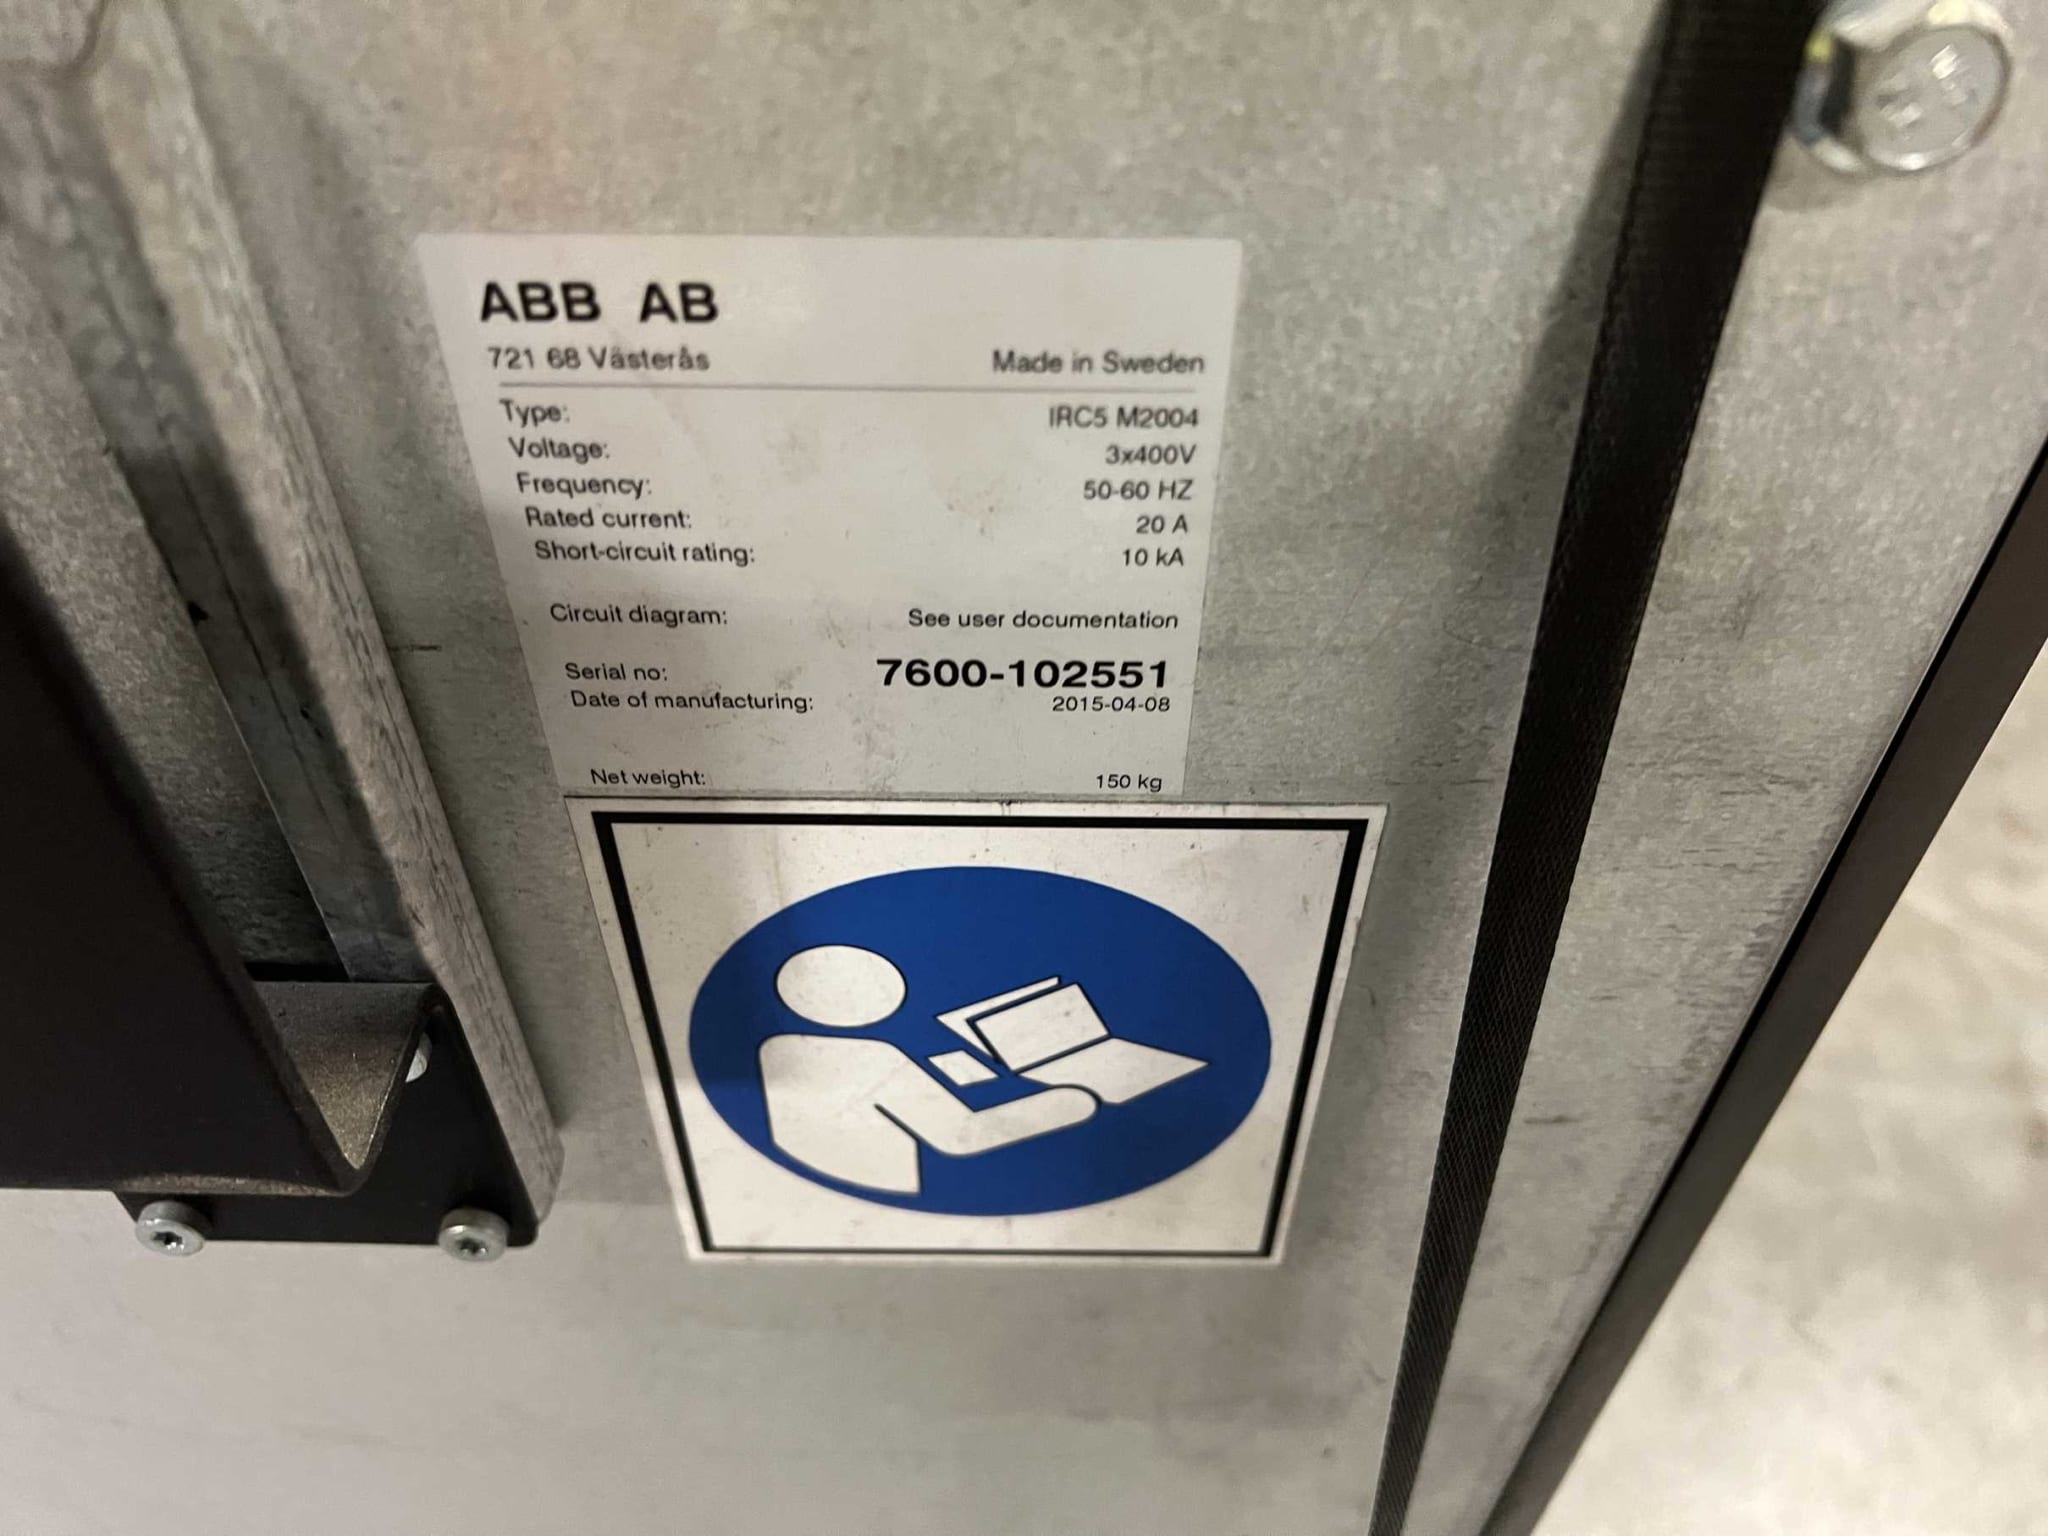 ABB AB
721 68 Västerås Made in Sweden
Type: IRC5 M2004
Voltage: 3x400V
Frequency: 50-60 HZ
Rated current: 20 A
Short-circuit rating: 10 kA
Circuit diagram: See user documentation
Serial no: 7600-102551
Date of manufacturing: 2015-04-08
Net weight: 150 kg